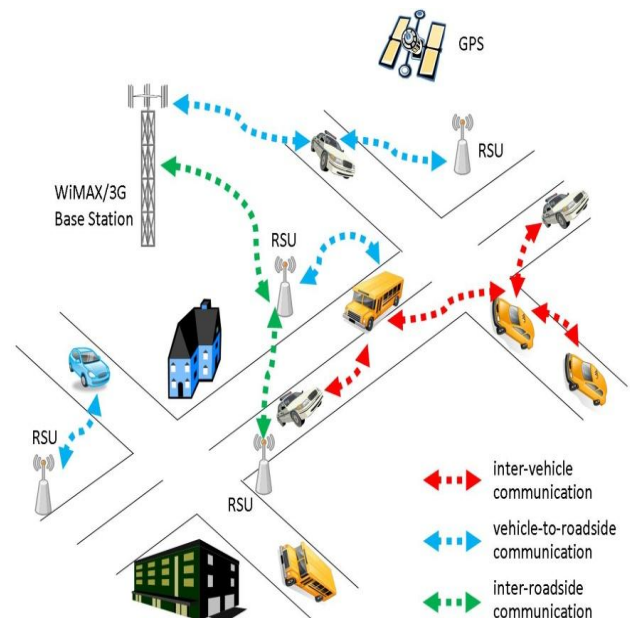 GPS
RSU
WiMAX/3G
Base Station
RSU
RSU
RSU
inter-vehicle
communication
vehicle-to-roadside
communication
inter-roadside
communication